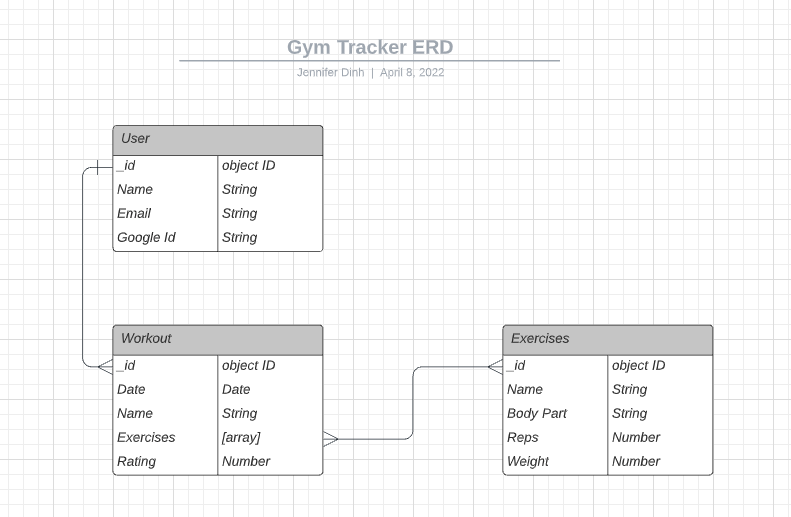 Gym Tracker ERD
Jennifer Dinh | April 8, 2022
User
_id object ID
Name String
Email String
Google Id String
Workout
_id object ID
Date Date
Name String
Exercises [array]
Rating Number
Exercises
_id object ID
Name String
Body Part String
Reps Number
Weight Number